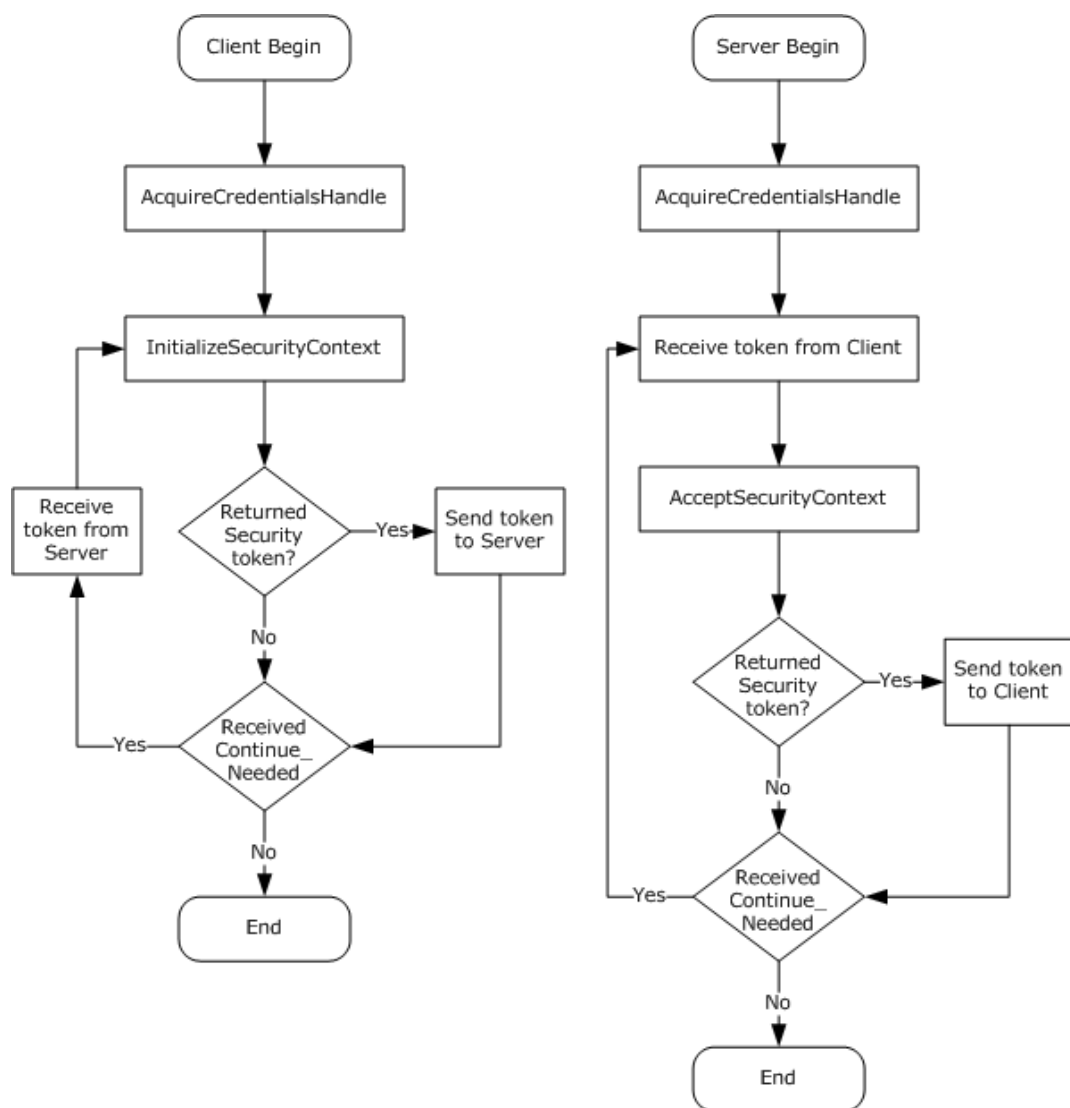 Client Begin
AcquireCredentialsHandle
InitializeSecurityContext
Receive
token from
Server
Returned
Security
token?
Yes
Send token
to Server
No
Received
Continue_
Needed
Yes
No
End
Server Begin
AcquireCredentialsHandle
Receive token from Client
AcceptSecurityContext
Returned
Security
token?
Yes
Send token
to Client
No
Received
Continue_
Needed
Yes
No
End